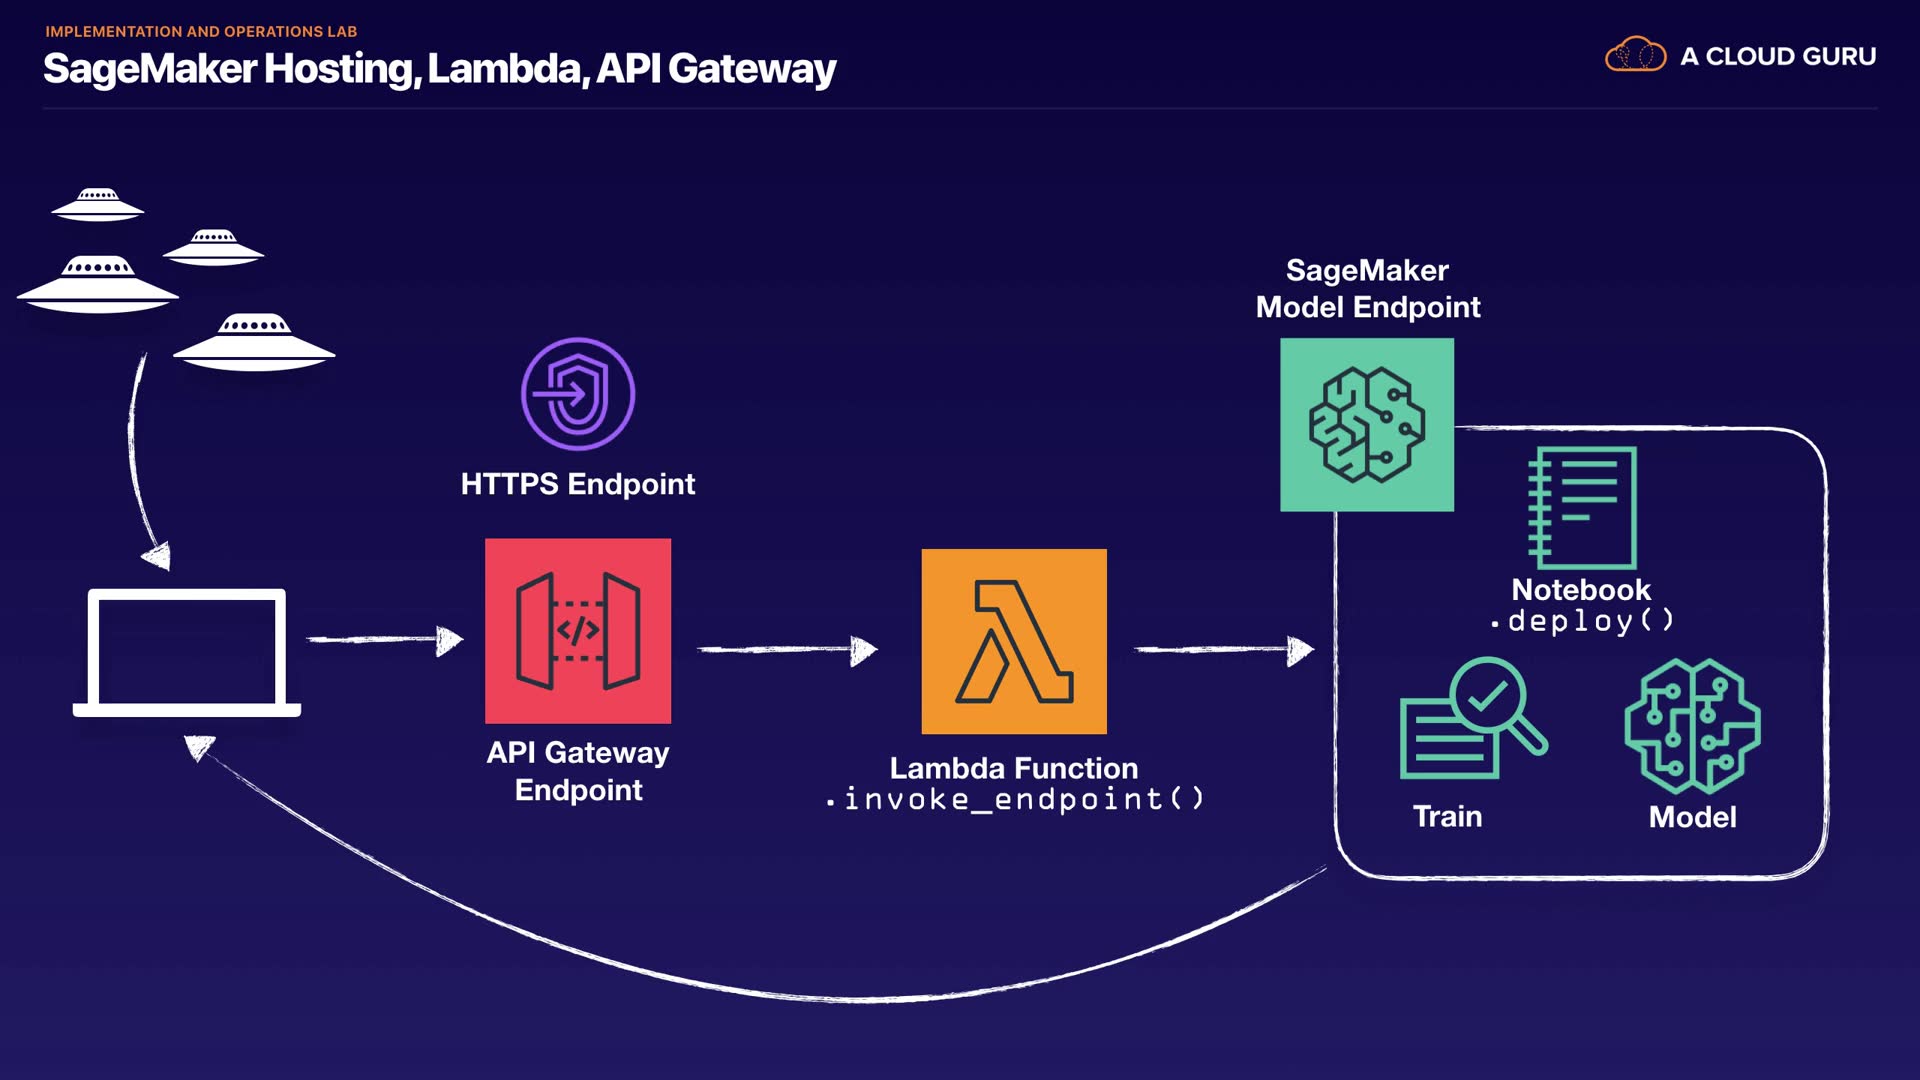 IMPLEMENTATION AND OPERATIONS LAB
SageMaker Hosting, Lambda, API Gateway
A CLOUD GURU
SageMaker
Model Endpoint
HTTPS Endpoint
Notebook
.deploy()
API Gateway
Endpoint
Lambda Function
.invoke_endpoint()
Train
Model